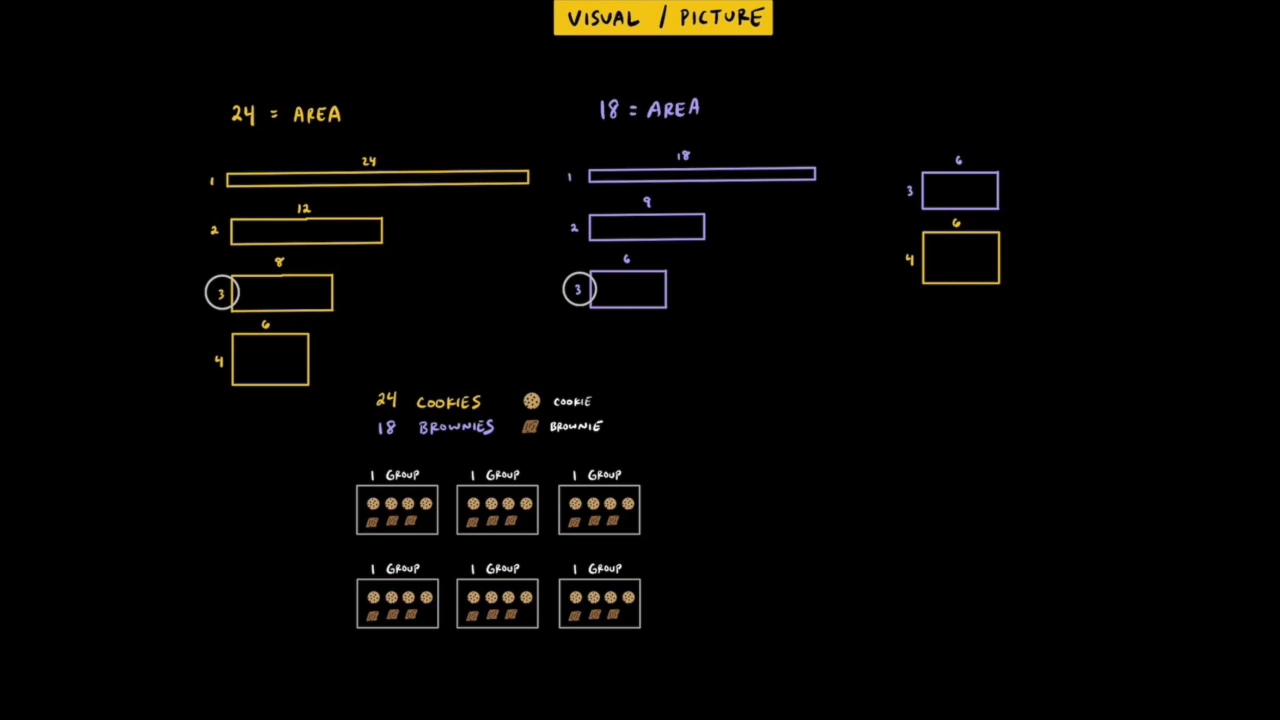 VISUAL / PICTURE
24 = AREA
1 24
2 12
3 8
4 6
18 = AREA
1 18
2 9
3 6
3 6
4 6
24 COOKIES
18 BROWNIES
COOKIE
BROWNIE
1 GROUP 1 GROUP 1 GROUP
1 GROUP 1 GROUP 1 GROUP